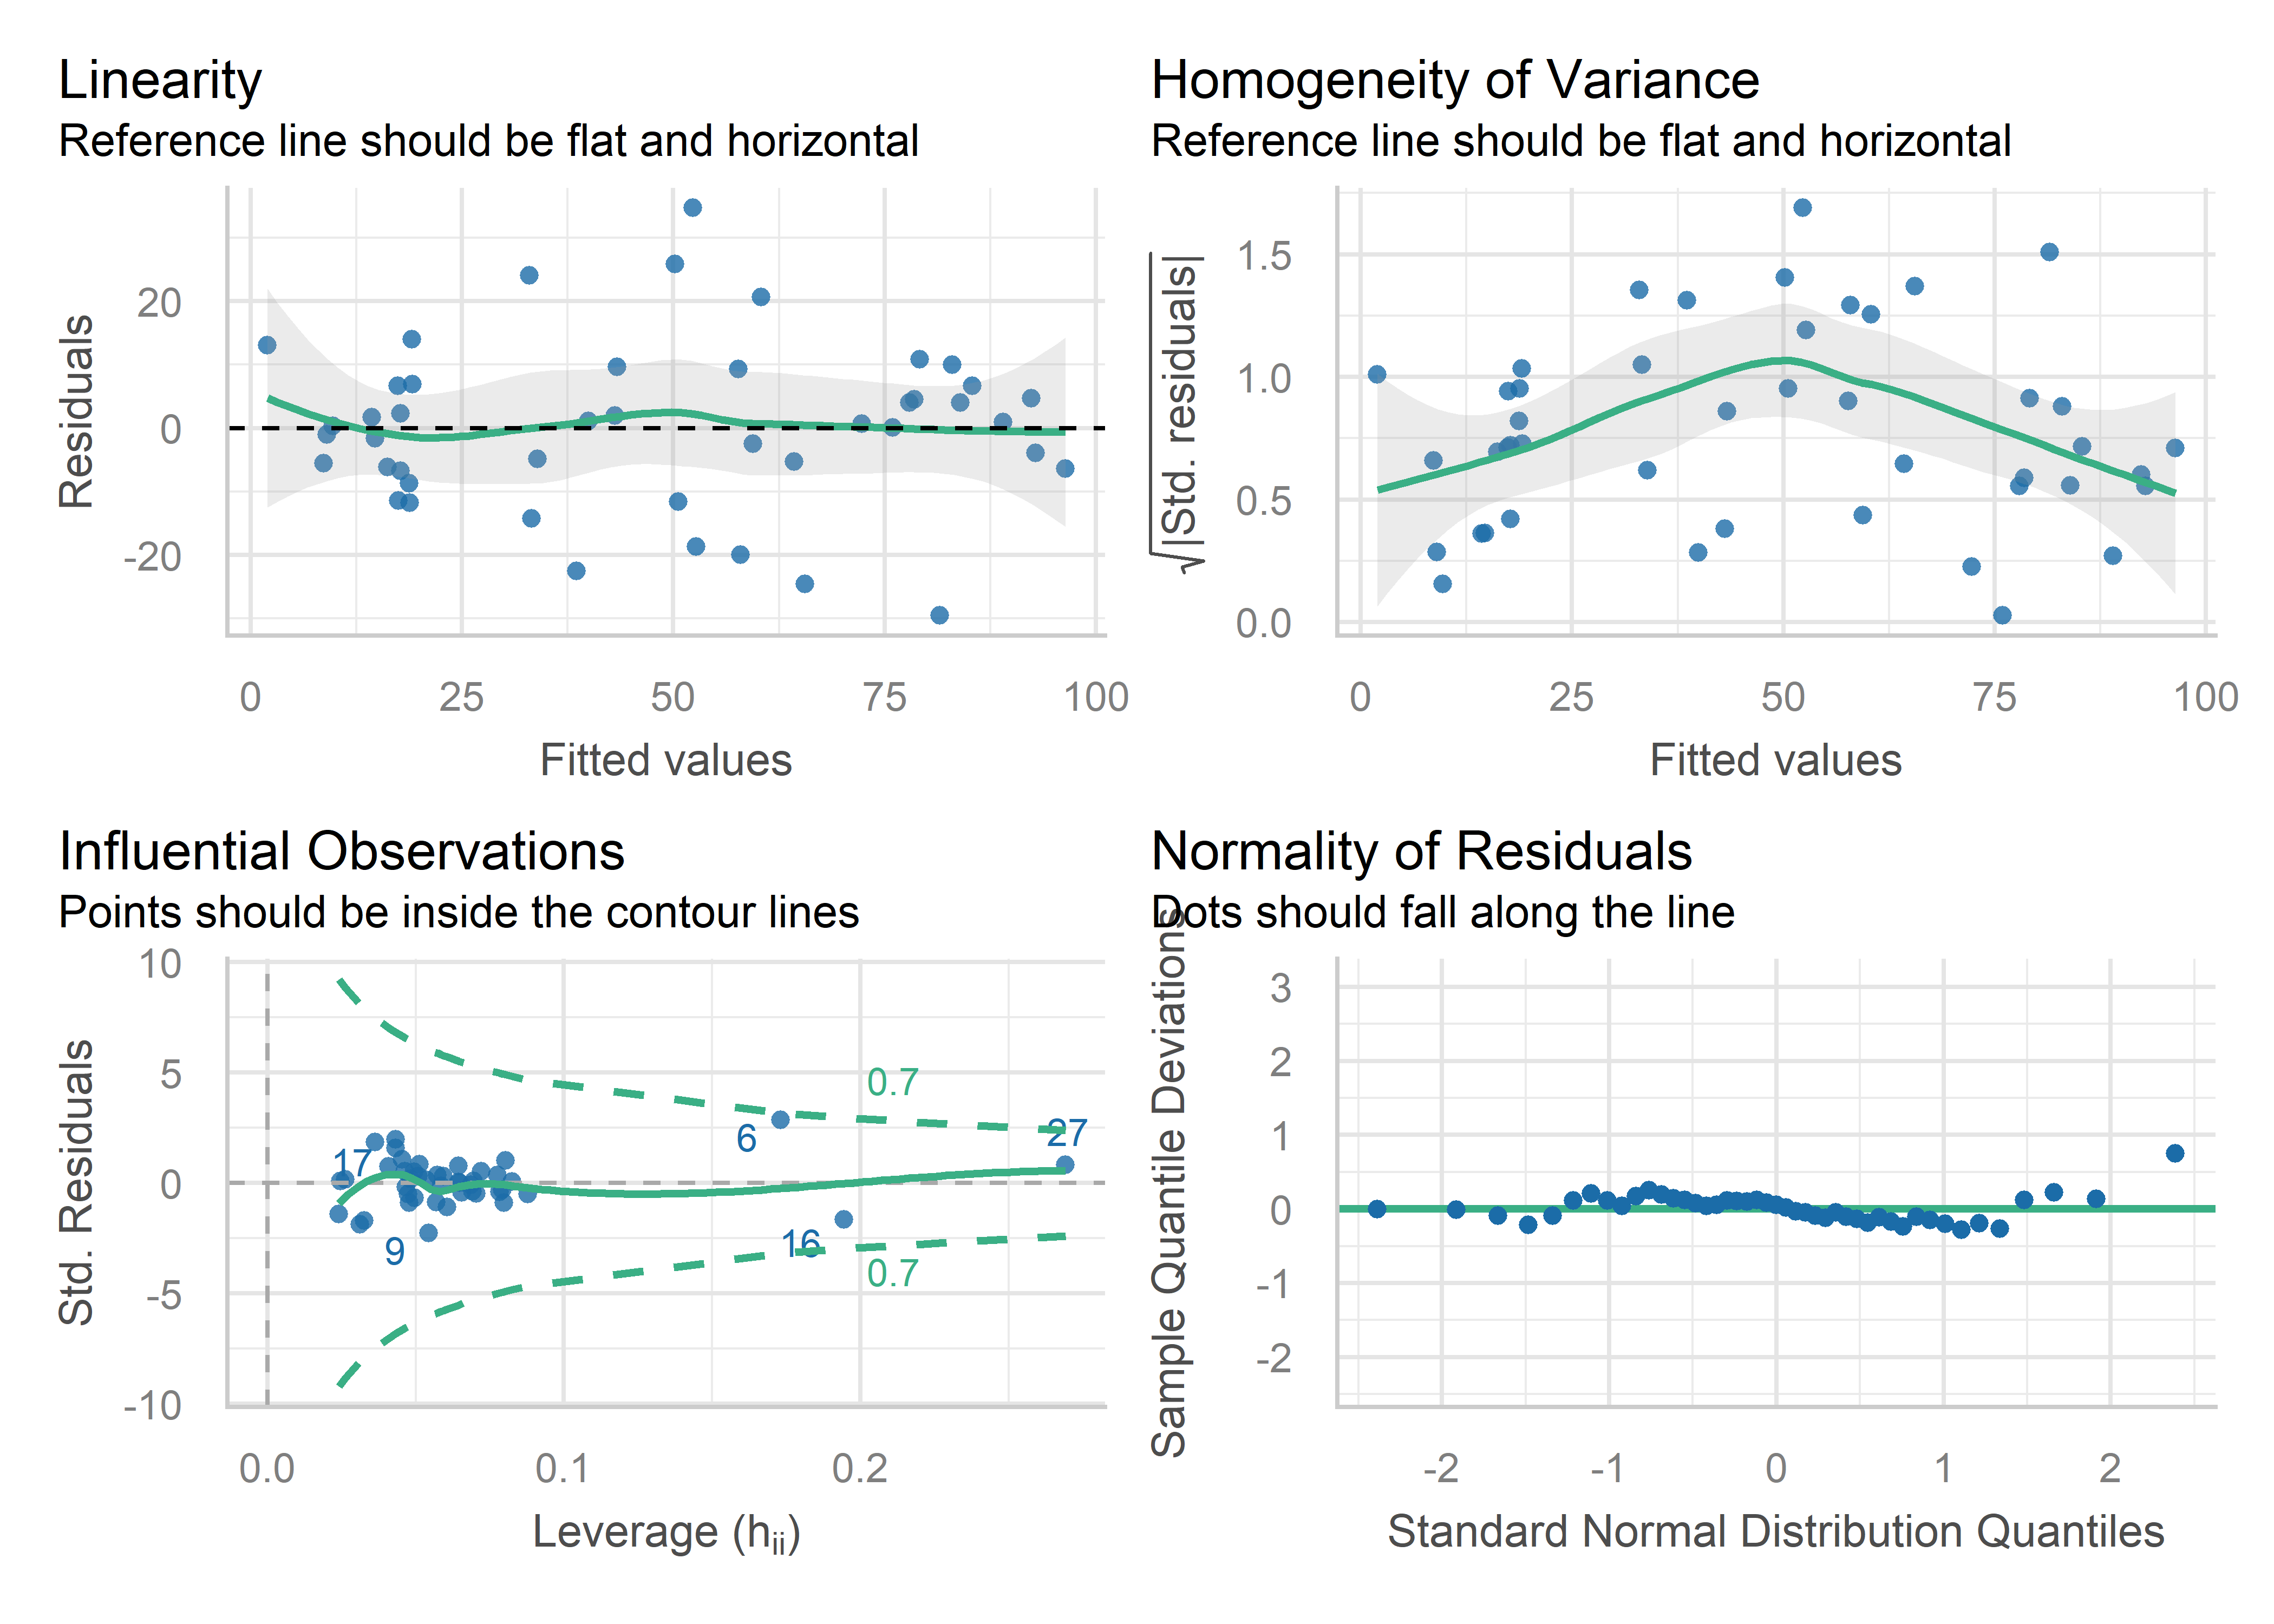 Linearity
Reference line should be flat and horizontal
Residuals
20
0
-20
0 25 50 75 100
Fitted values
Homogeneity of Variance
Reference line should be flat and horizontal
√|Std. residuals|
1.5
1.0
0.5
0.0
0 25 50 75 100
Fitted values
Influential Observations
Points should be inside the contour lines
Std. Residuals
10
5
0
-5
-10
0.7
27
6
17
16
9
0.7
0.0 0.1 0.2
Leverage (hii)
Normality of Residuals
Dots should fall along the line
Sample Quantile Deviations
3
2
1
0
-1
-2
-2 -1 0 1 2
Standard Normal Distribution Quantiles